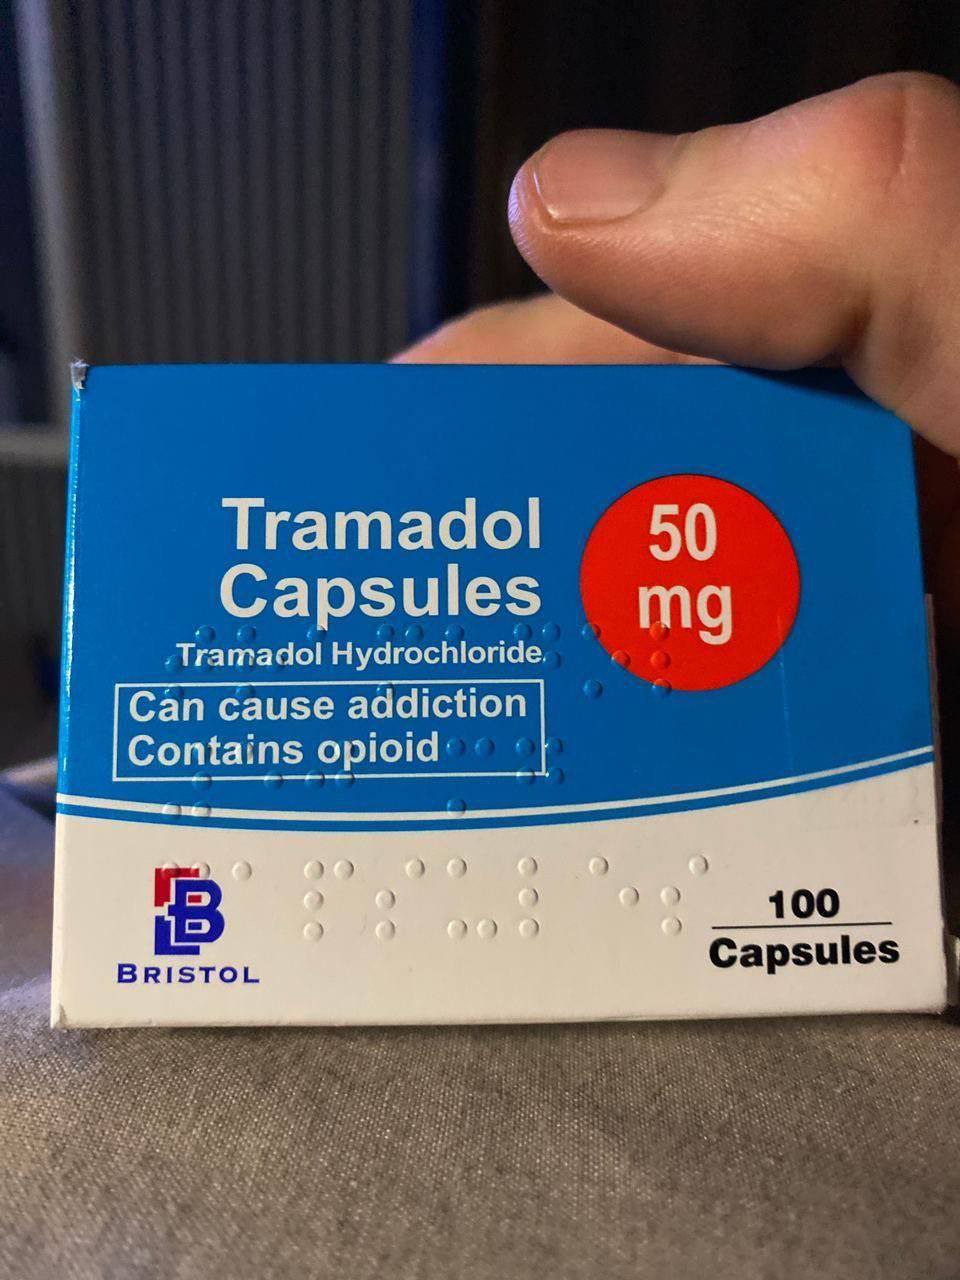 Tramadol
Capsules
50
mg
Tramadol Hydrochloride
Can cause addiction
Contains opioid
BRISTOL
100
Capsules